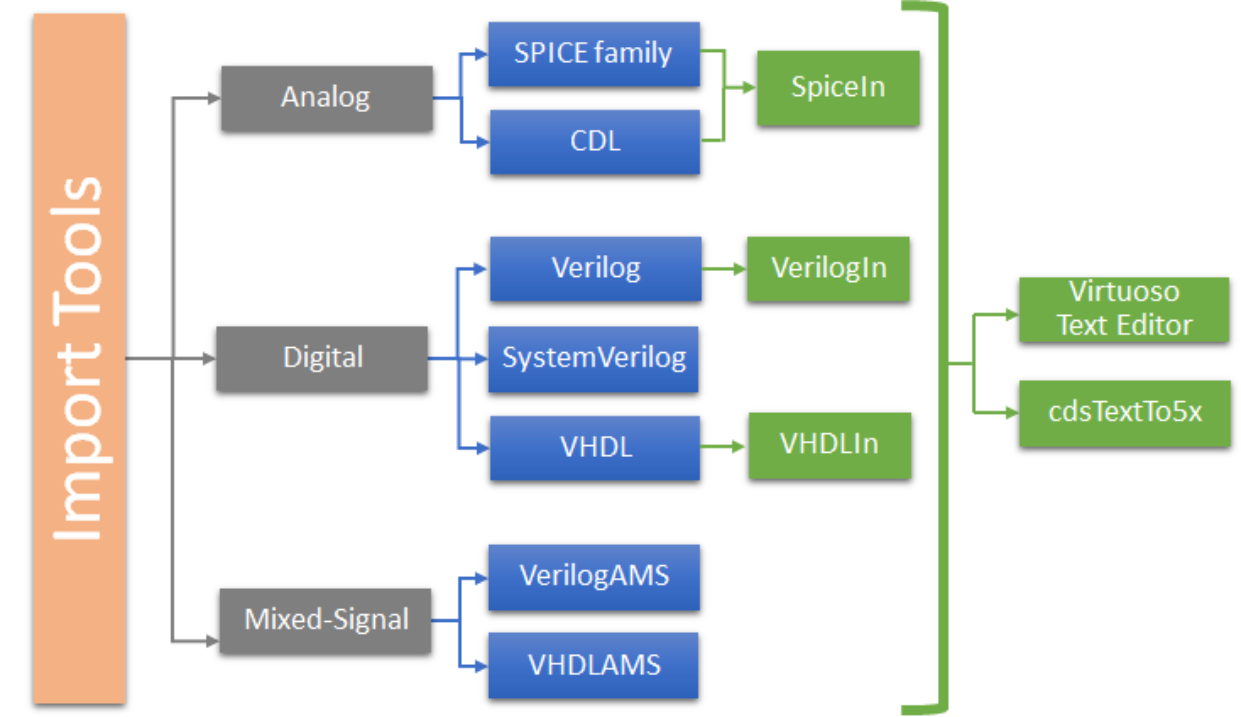 Import Tools
Analog
SPICE family
CDL
SpiceIn
Digital
Verilog
SystemVerilog
VHDL
VerilogIn
VHDLIn
Mixed-Signal
VerilogAMS
VHDLAMS
Virtuoso
Text Editor
cdsTextTo5x